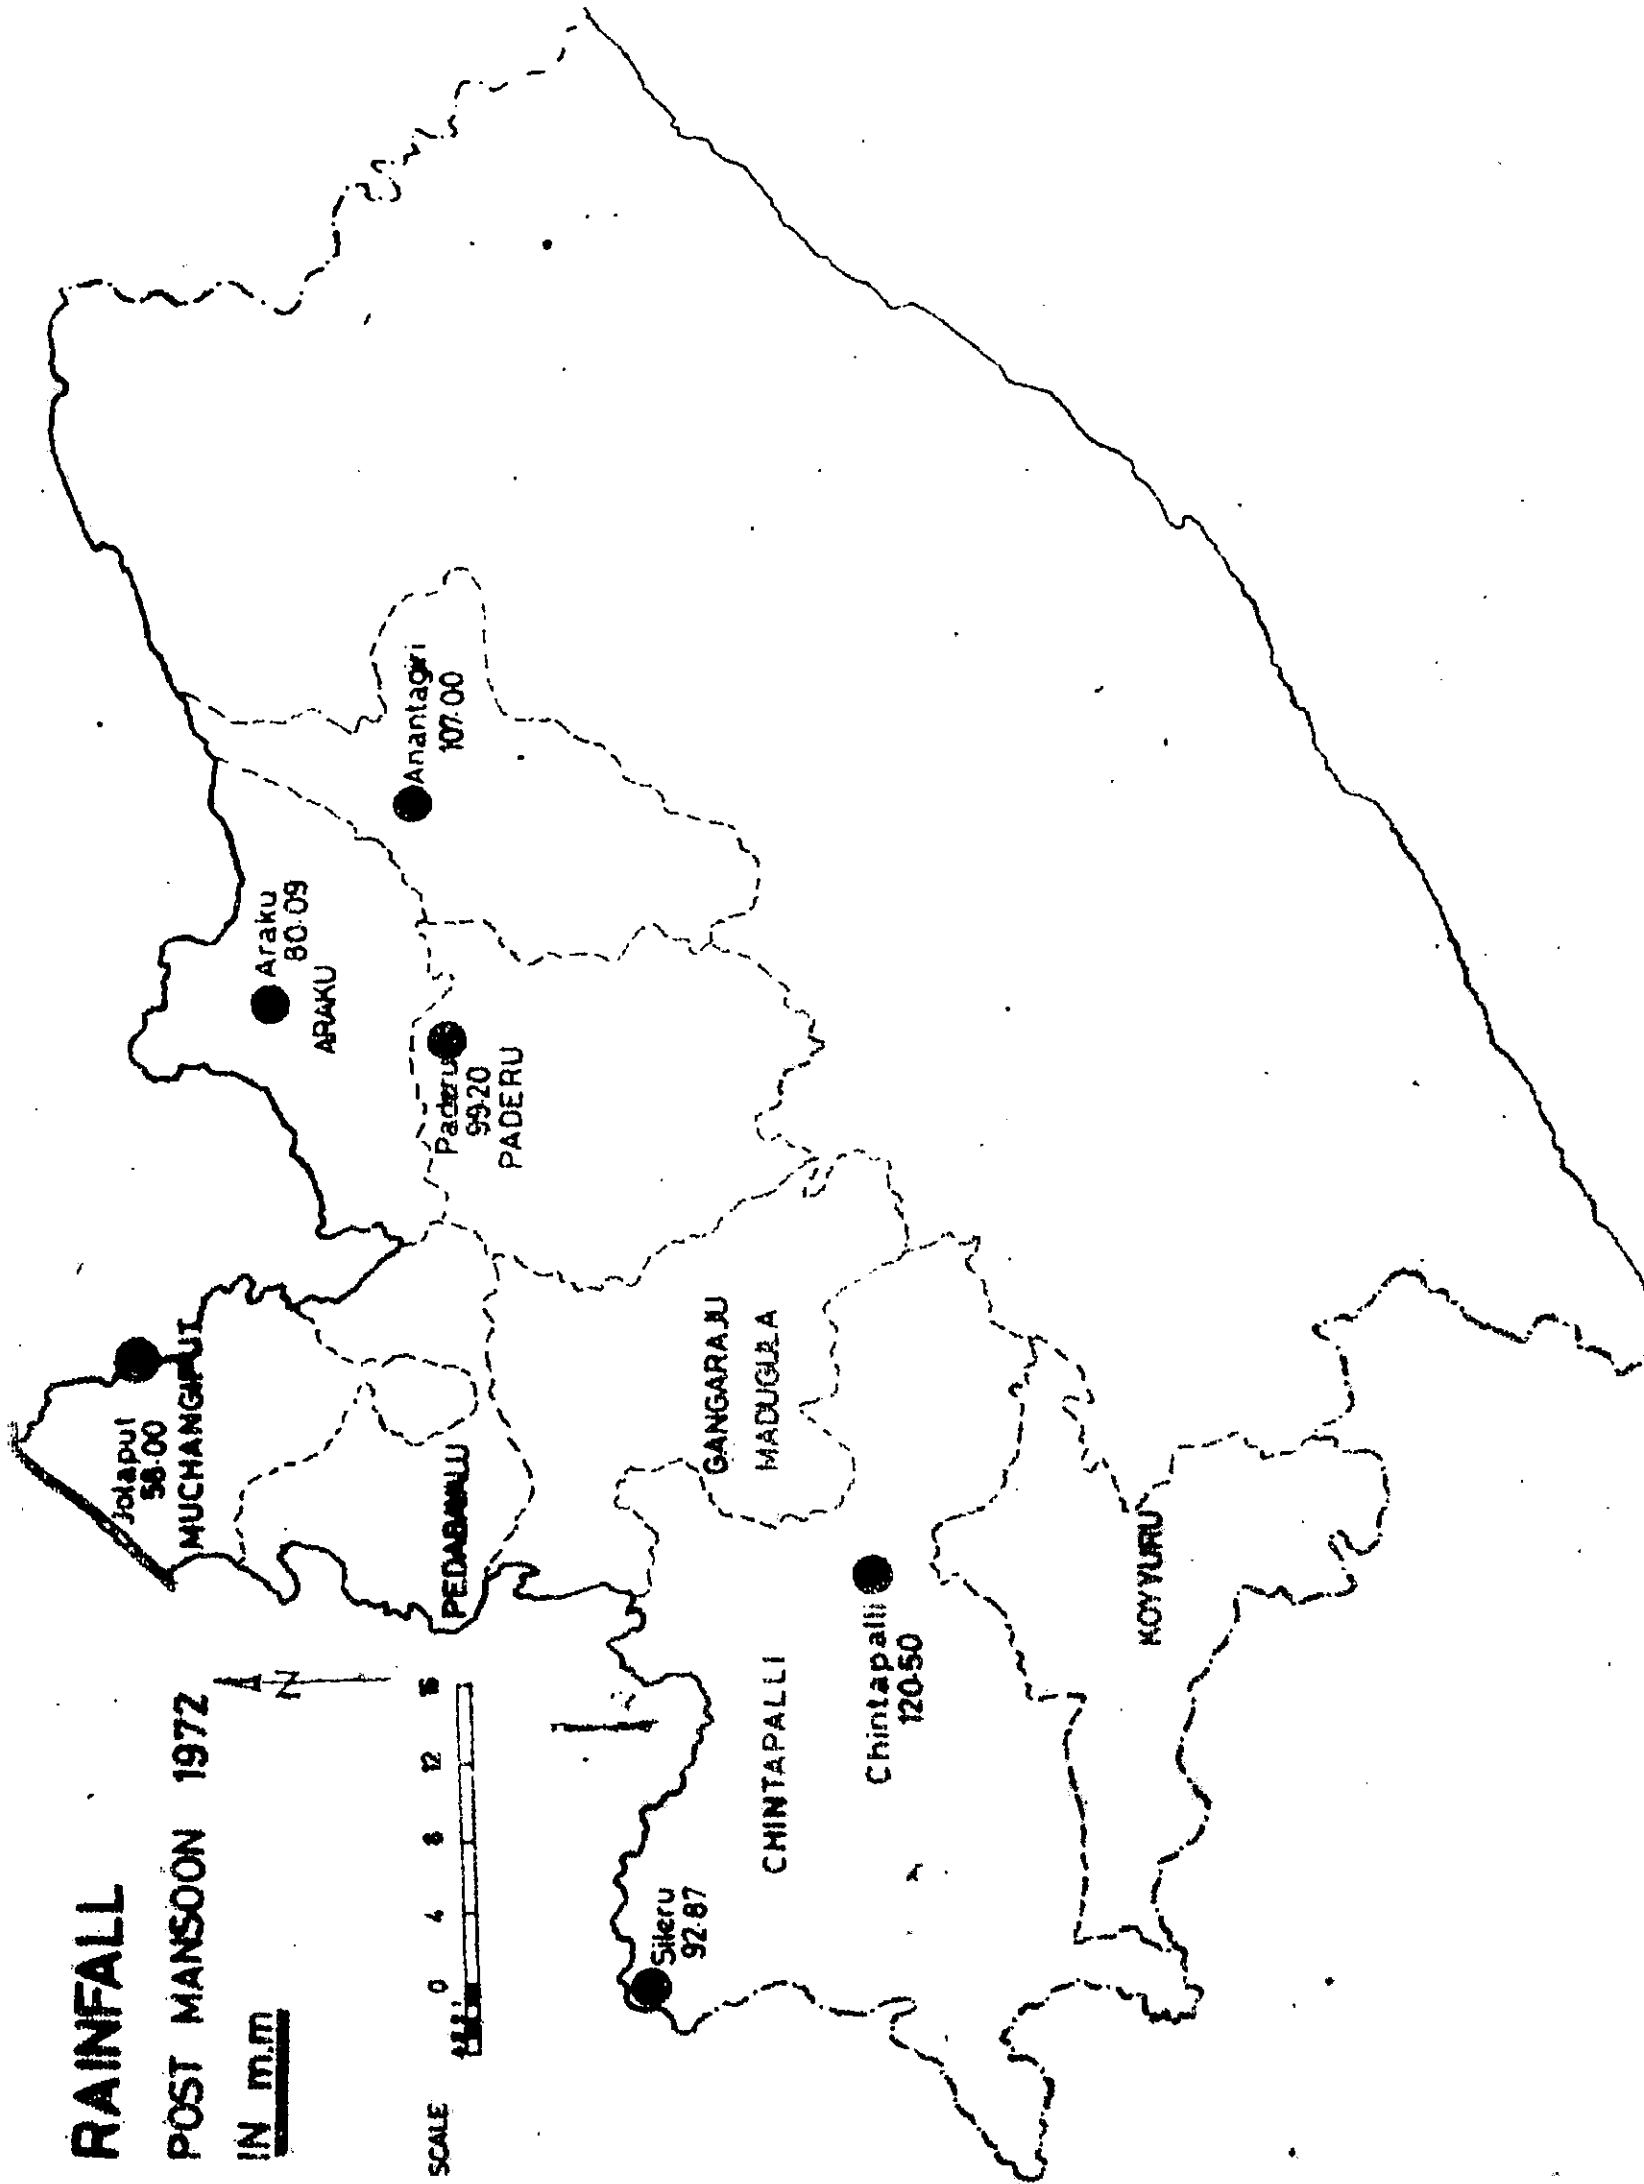 RAINFALL
POST MANSOON 1972
IN m.m
SCALE
0 4 8 12 16
N
Jolaput
58·00
MUCHANGIPUT
PEDABAYALU
Araku
80·09
ARAKU
Paderu
99·20
PADERU
Anantagiri
107·00
GANGARAJU
MADUGULA
Sileru
92·87
CHINTAPALLI
Chintapalli
120·50
KOYYURU